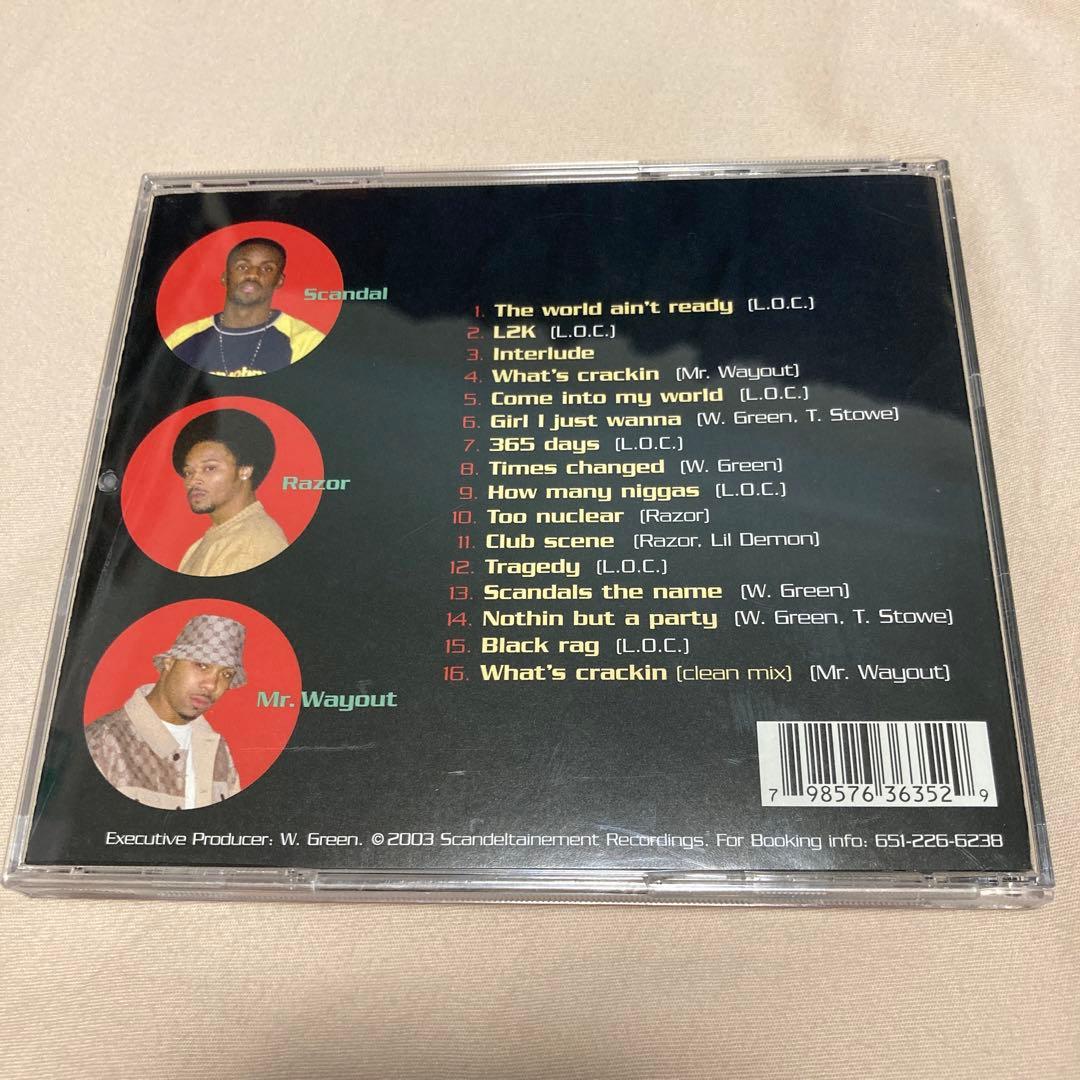 Scandal
Razor
Mr. Wayout
1. The world ain't ready (L.O.C.)
2. L2K (L.O.C.)
3. Interlude
4. What's crackin (Mr. Wayout)
5. Come into my world (L.O.C.)
6. Girl I just wanna (W. Green, T. Stowe)
7. 365 days (L.O.C.)
8. Times changed (W. Green)
9. How many niggas (L.O.C.)
10. Too nuclear (Razor)
11. Club scene (Razor, Lil Demon)
12. Tragedy (L.O.C.)
13. Scandals the name (W. Green)
14. Nothin but a party (W. Green, T. Stowe)
15. Black rag (L.O.C.)
16. What's crackin (clean mix) (Mr. Wayout)
7 98576 36352 9
Executive Producer: W. Green. ©2003 Scandeltainement Recordings. For Booking info: 651-226-6238